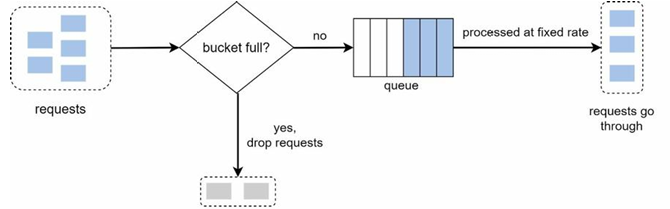 requests
bucket full?
no
yes,
drop requests
queue
processed at fixed rate
requests go
through